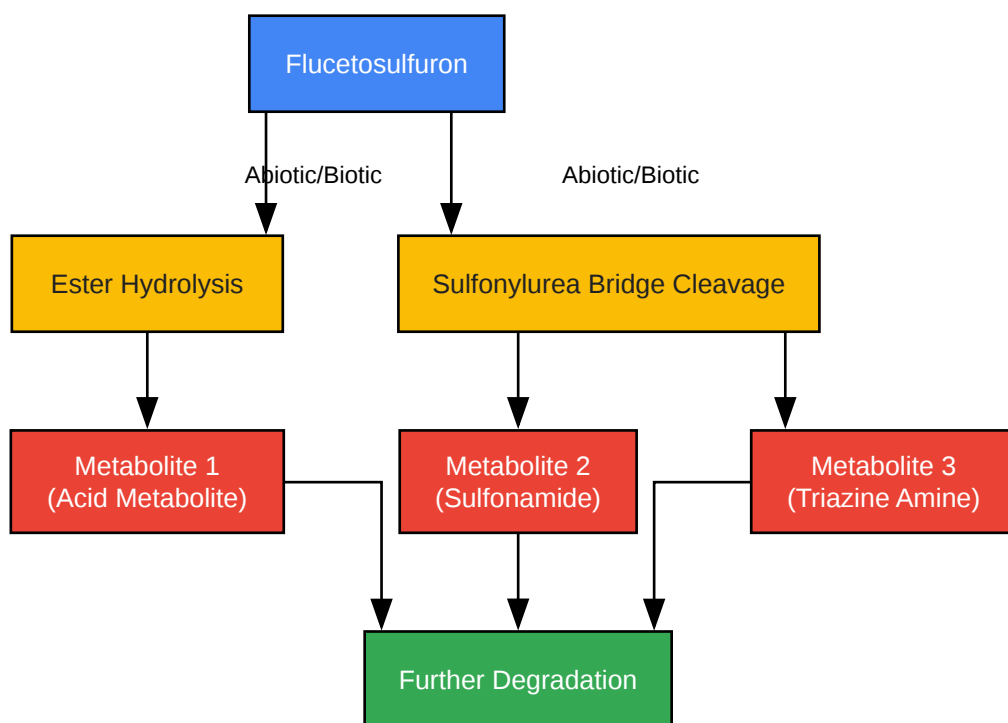 Flucetosulfuron
Abiotic/Biotic
Abiotic/Biotic
Ester Hydrolysis
Sulfonylurea Bridge Cleavage
Metabolite 1
(Acid Metabolite)
Metabolite 2
(Sulfonamide)
Metabolite 3
(Triazine Amine)
Further Degradation